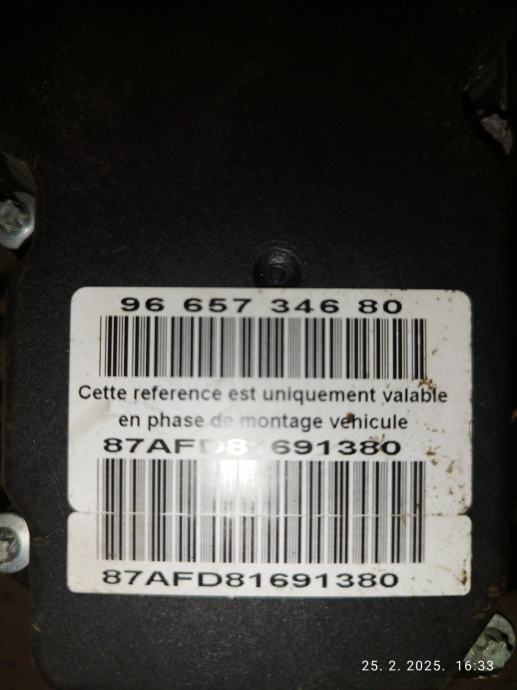 96 657 346 80
Cette reference est uniquement valable
en phase de montage vehicule
87AFD81691380
87AFD81691380
25. 2. 2025. 16:33